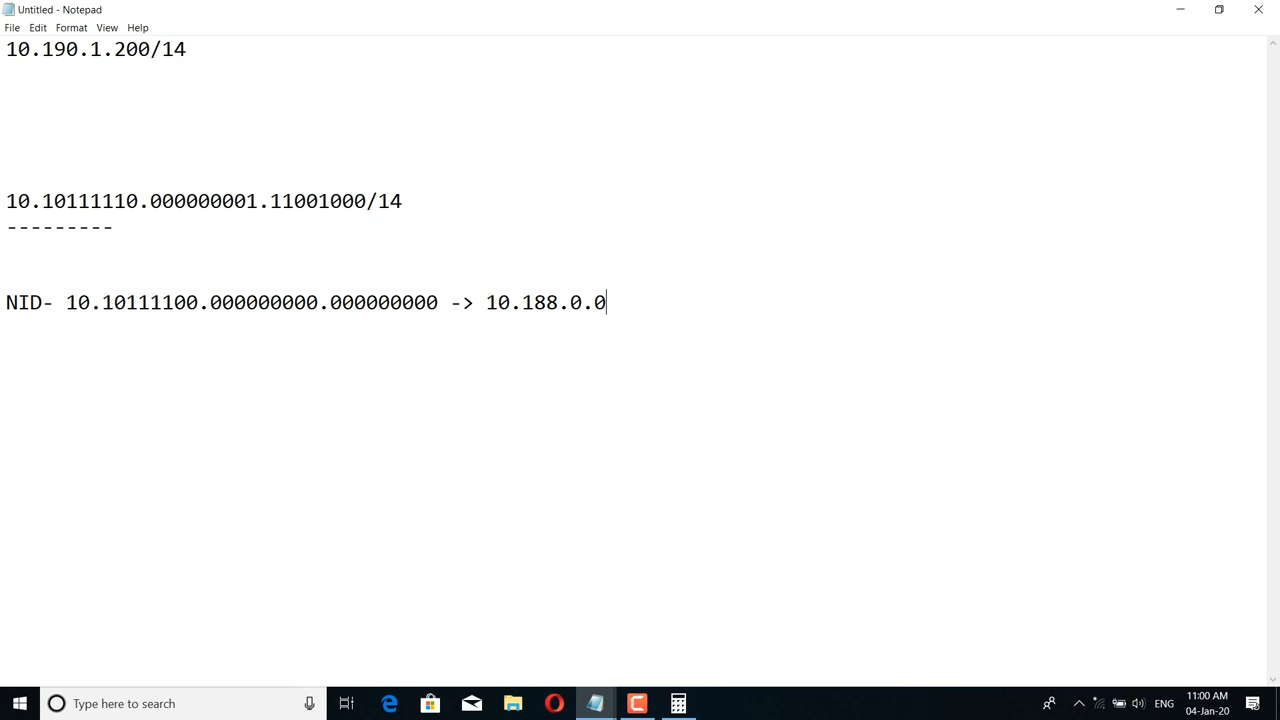 Untitled - Notepad
File Edit Format View Help
10.190.1.200/14
10.10111110.000000001.11001000/14
---------
NID- 10.10111100.000000000.000000000 -> 10.188.0.0
Type here to search
ENG
11:00 AM
04-Jan-20